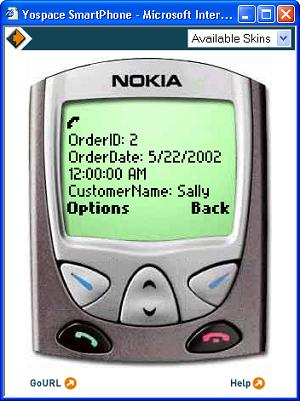 Yospace SmartPhone - Microsoft Inter...
Available Skins
NOKIA
OrderID: 2
OrderDate: 5/22/2002
12:00:00 AM
CustomerName: Sally
Options Back
GoURL Help